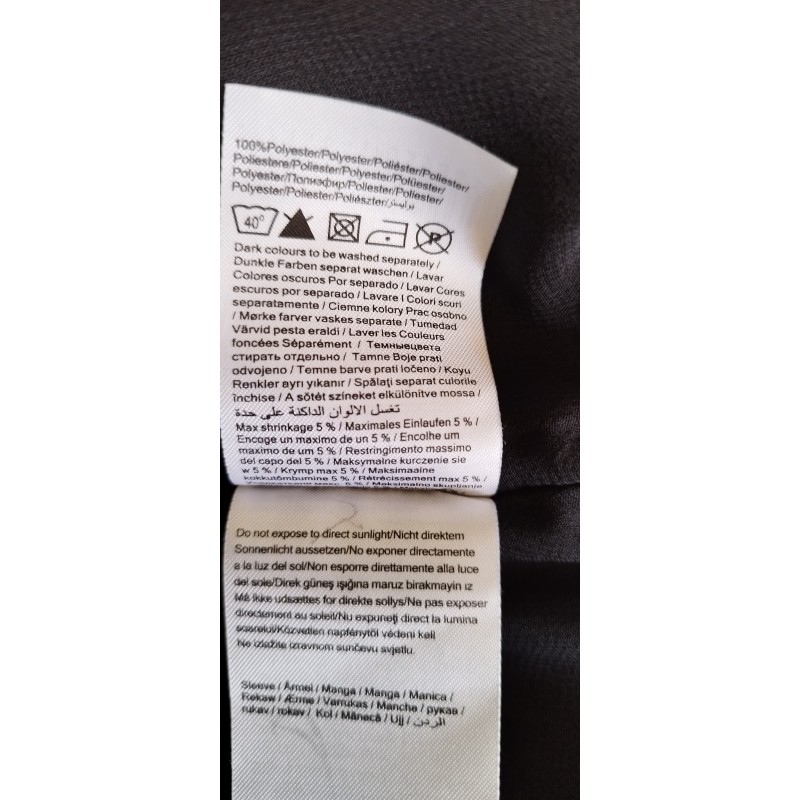 100%Polyester/Polyester/Poliéster/Poliester/
Poliestere/Poliester/Polyester/Polüester/
Polyester/Полиэфир/Poliester/Poliester/
Polyester/Poliester/Poliészter/بوليستر
40°
P
Dark colours to be washed separately /
Dunkle Farben separat waschen / Lavar
Colores oscuros Por separado / Lavar Cores
escuros por separado / Lavare I Colori scuri
separatamente / Ciemne kolory Prac osobno
/ Mørke farver vaskes separate / Tumedad
Värvid pesta eraldi / Laver les Couleurs
foncées Séparément / Темныецвета
стирать отдельно / Tamne Boje prati
odvojeno / Temne barve prati ločeno / Koyu
Renkler ayrı yıkanır / Spălaţi separat culorile
închise / A sötét színeket elkülönítve mossa /
تغسل الالوان الداكنة على حدة
Max shrinkage 5 % / Maximales Einlaufen 5 % /
Encoge un maximo de un 5 % / Encolhe um
maximo de um 5 % / Restringimento massimo
del capo del 5 % / Maksymalne kurczenie sie
w 5 % / Krymp max 5 % / Maksimaalne
kokkutõmbumine 5 % / Rétrécissement max 5 % /
Do not expose to direct sunlight/Nicht direktem
Sonnenlicht aussetzen/No exponer directamente
a la luz del sol/Non esporre direttamente alla luce
del sole/Direk güneş ışığına maruz birakmayin ız
Må ikke udsættes for direkte sollys/Ne pas exposer
directement au soleil/Nu expuneţi direct la lumina
soarelui/Közvetlen napfénytöl védeni kell
Ne izlažite izravnom sunčevu svjetlu.
Sleeve / Ärmel / Manga / Manga / Manica /
Rekaw / Ærme / Varrukas / Manche / рукав /
rukav / rokav / Kol / Mânecă / Ujj / الردن